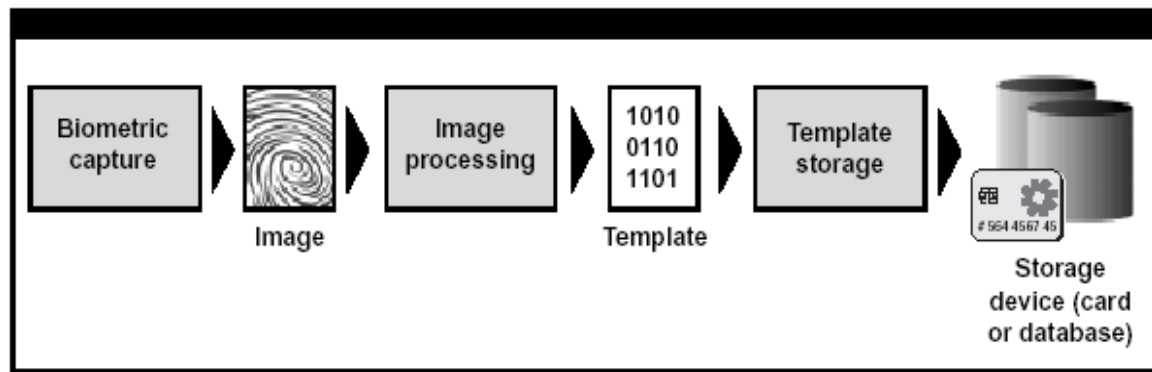 Biometric
capture
Image
Image
processing
1010
0110
1101
Template
Template
storage
# 564 4567 45
Storage
device (card
or database)